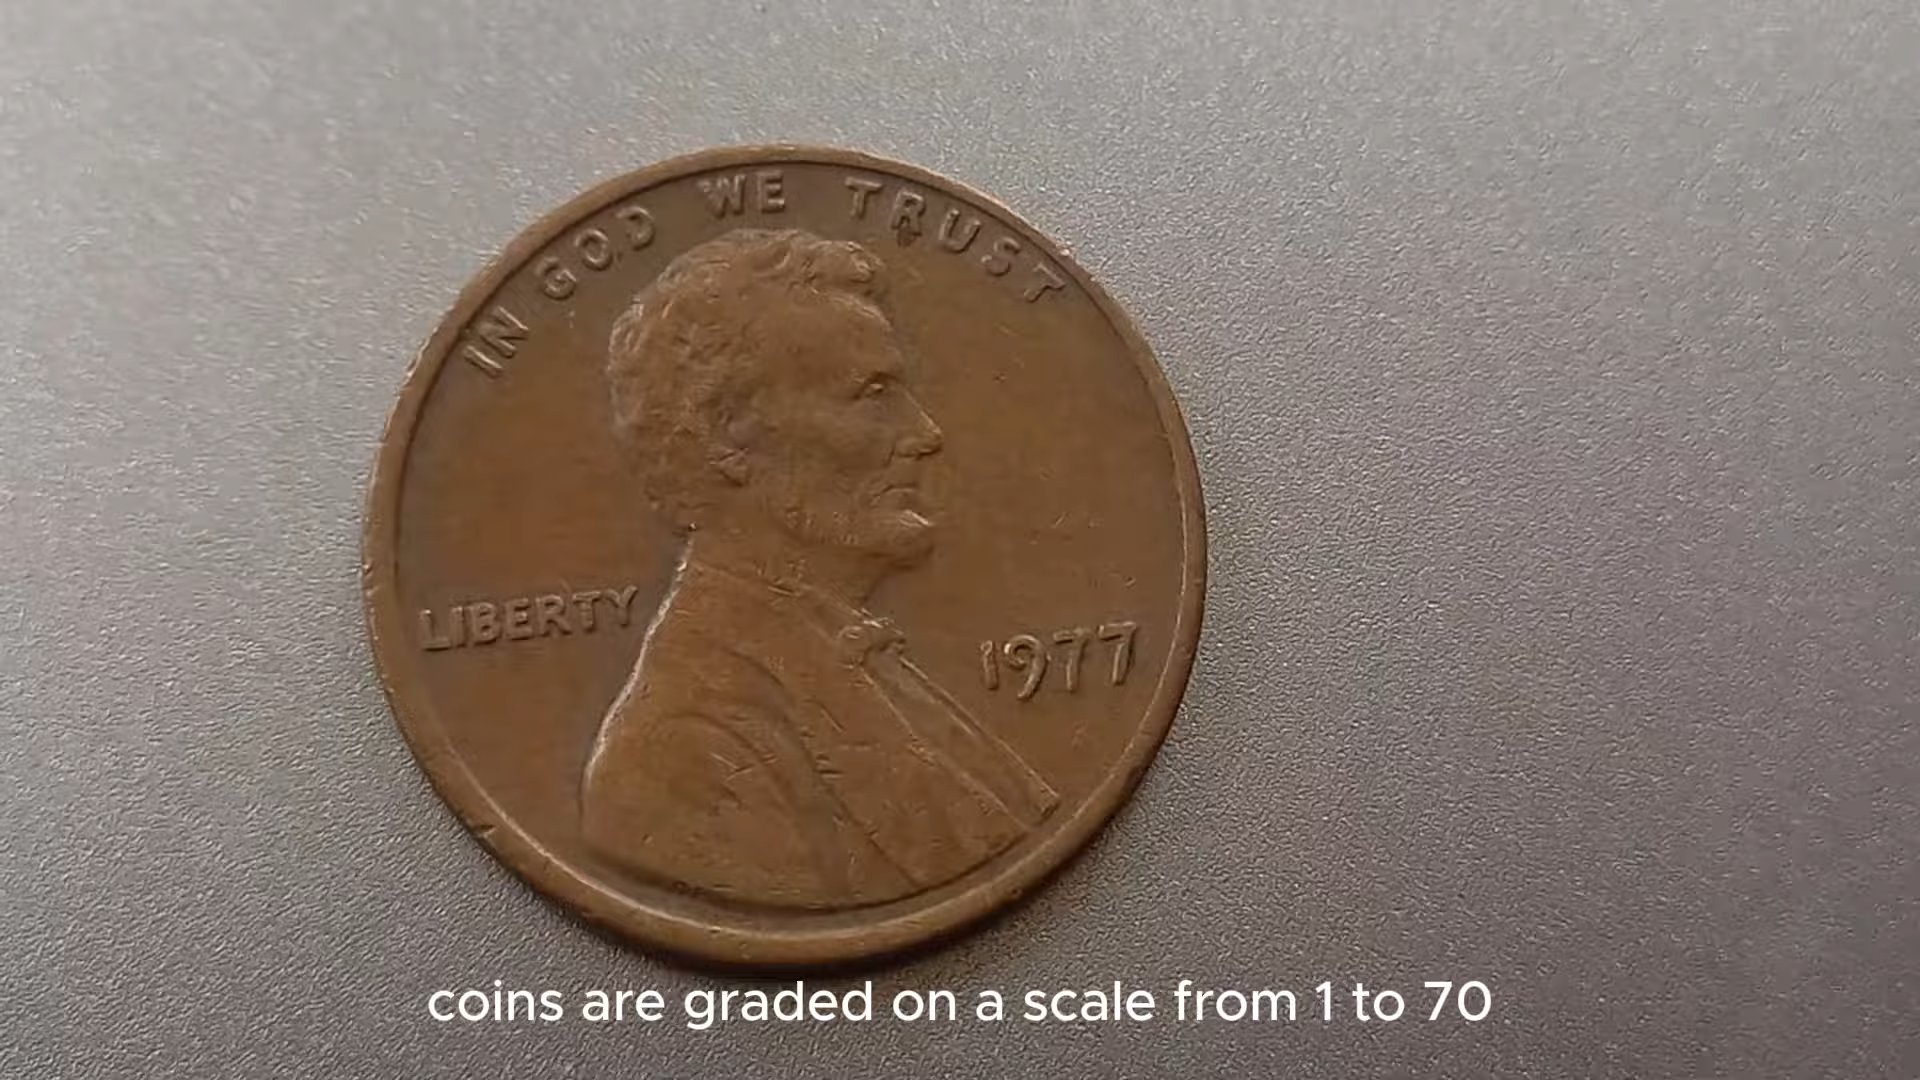 IN GOD WE TRUST
LIBERTY
1977
coins are graded on a scale from 1 to 70